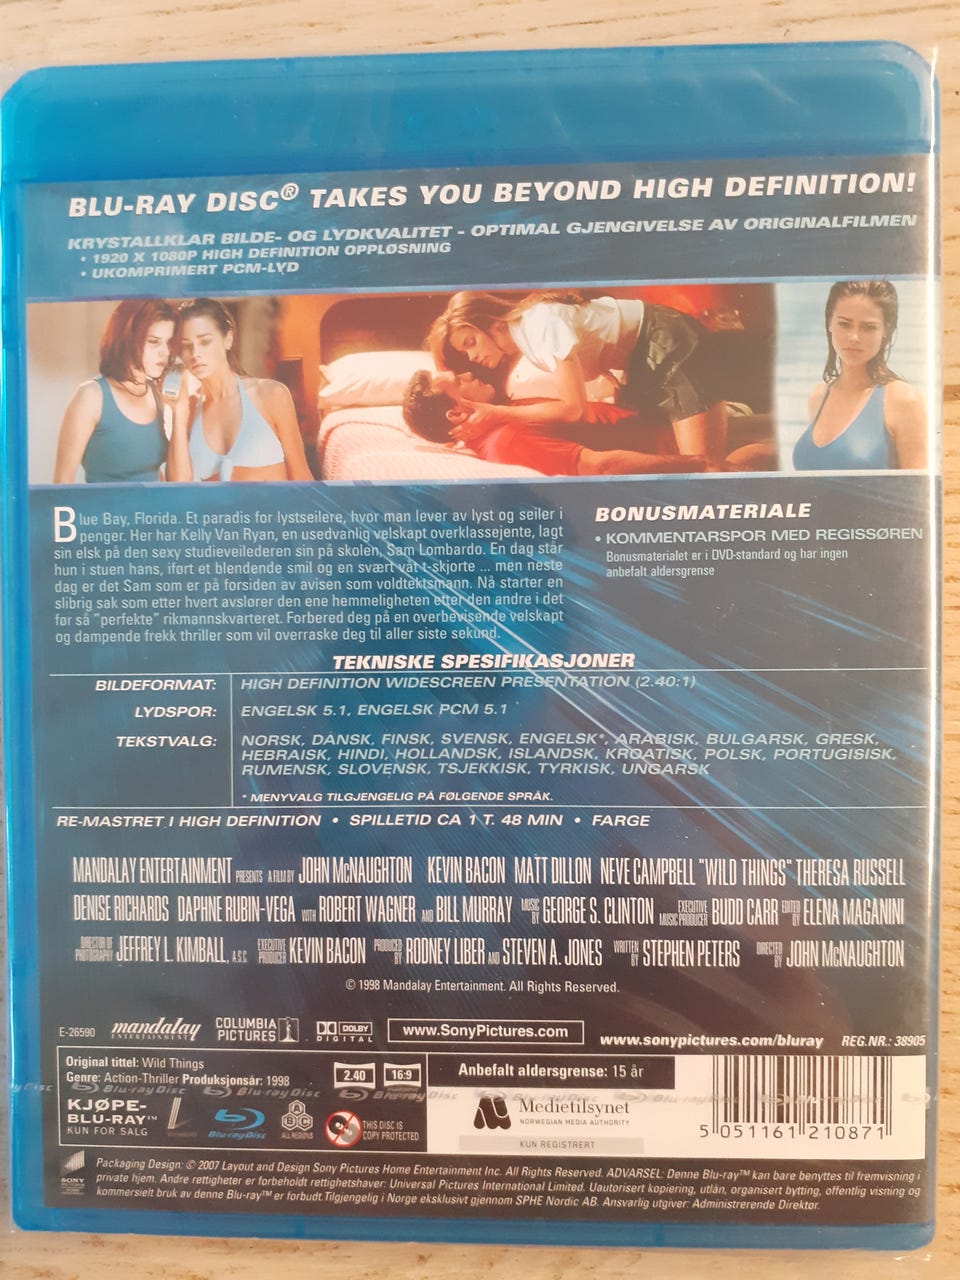 BLU-RAY DISC® TAKES YOU BEYOND HIGH DEFINITION!
KRYSTALLKLAR BILDE- OG LYDKVALITET - OPTIMAL GJENGIVELSE AV ORIGINALFILMEN
• 1920 X 1080P HIGH DEFINITION OPPLØSNING
• UKOMPRIMERT PCM-LYD
Blue Bay, Florida. Et paradis for lystseilere, hvor man lever av lyst og seiler i
penger. Her har Kelly Van Ryan, en usedvanlig velskapt overklassejente, lagt
sin elsk på den sexy studieveilederen sin på skolen, Sam Lombardo. En dag står
hun i stuen hans, iført et blendende smil og en svært våt t-skjorte ... men neste
dag er det Sam som er på forsiden av avisen som voldtektsmann. Nå starter en
slibrig sak som etter hvert avslører den ene hemmeligheten etter den andre i det
før så "perfekte" rikmannskvarteret. Forbered deg på en overbevisende velskapt
og dampende frekk thriller som vil overraske deg til aller siste sekund.
BONUSMATERIALE
• KOMMENTARSPOR MED REGISSØREN
Bonusmaterialet er i DVD-standard og har ingen
anbefalt aldersgrense
TEKNISKE SPESIFIKASJONER
BILDEFORMAT: HIGH DEFINITION WIDESCREEN PRESENTATION (2.40:1)
LYDSPOR: ENGELSK 5.1, ENGELSK PCM 5.1
TEKSTVALG: NORSK, DANSK, FINSK, SVENSK, ENGELSK*, ARABISK, BULGARSK, GRESK,
HEBRAISK, HINDI, HOLLANDSK, ISLANDSK, KROATISK, POLSK, PORTUGISISK,
RUMENSK, SLOVENSK, TSJEKKISK, TYRKISK, UNGARSK
* MENYVALG TILGJENGELIG PÅ FØLGENDE SPRÅK.
RE-MASTRET I HIGH DEFINITION • SPILLETID CA 1 T. 48 MIN • FARGE
MANDALAY ENTERTAINMENT PRESENTS A FILM BY JOHN McNAUGHTON KEVIN BACON MATT DILLON NEVE CAMPBELL "WILD THINGS" THERESA RUSSELL
DENISE RICHARDS DAPHNE RUBIN-VEGA WITH ROBERT WAGNER AND BILL MURRAY MUSIC BY GEORGE S. CLINTON EXECUTIVE MUSIC PRODUCER BUDD CARR EDITED BY ELENA MAGANINI
DIRECTOR OF PHOTOGRAPHY JEFFREY L. KIMBALL, A.S.C. EXECUTIVE PRODUCER KEVIN BACON PRODUCED BY RODNEY LIBER AND STEVEN A. JONES WRITTEN BY STEPHEN PETERS DIRECTED BY JOHN McNAUGHTON
© 1998 Mandalay Entertainment. All Rights Reserved.
E-26590 mandalay ENTERTAINMENT COLUMBIA PICTURES DOLBY DIGITAL www.SonyPictures.com www.sonypictures.com/bluray REG.NR.: 38905
Original tittel: Wild Things
Genre: Action-Thriller Produksjonsår: 1998
2.40 16:9
Anbefalt aldersgrense: 15 år
KJØPE-
BLU-RAY™
KUN FOR SALG
Blu-ray Disc
A B C
ALL REGIONS
THIS DISC IS
COPY PROTECTED
Medietilsynet
NORWEGIAN MEDIA AUTHORITY
KUN REGISTRERT
5 051161 210871
SONY PICTURES
Packaging Design: © 2007 Layout and Design Sony Pictures Home Entertainment Inc. All Rights Reserved. ADVARSEL: Denne Blu-ray™ kan bare benyttes til fremvisning i
private hjem. Andre rettigheter er forbeholdt rettighetshaver: Universal Pictures International Limited. Uautorisert kopiering, utlån, organisert bytting, offentlig visning og
kommersielt bruk av denne Blu-ray™ er forbudt.Tilgjengelig i Norge eksklusivt gjennom SPHE Nordic AB. Ansvarlig utgiver: Administrerende Direktør.